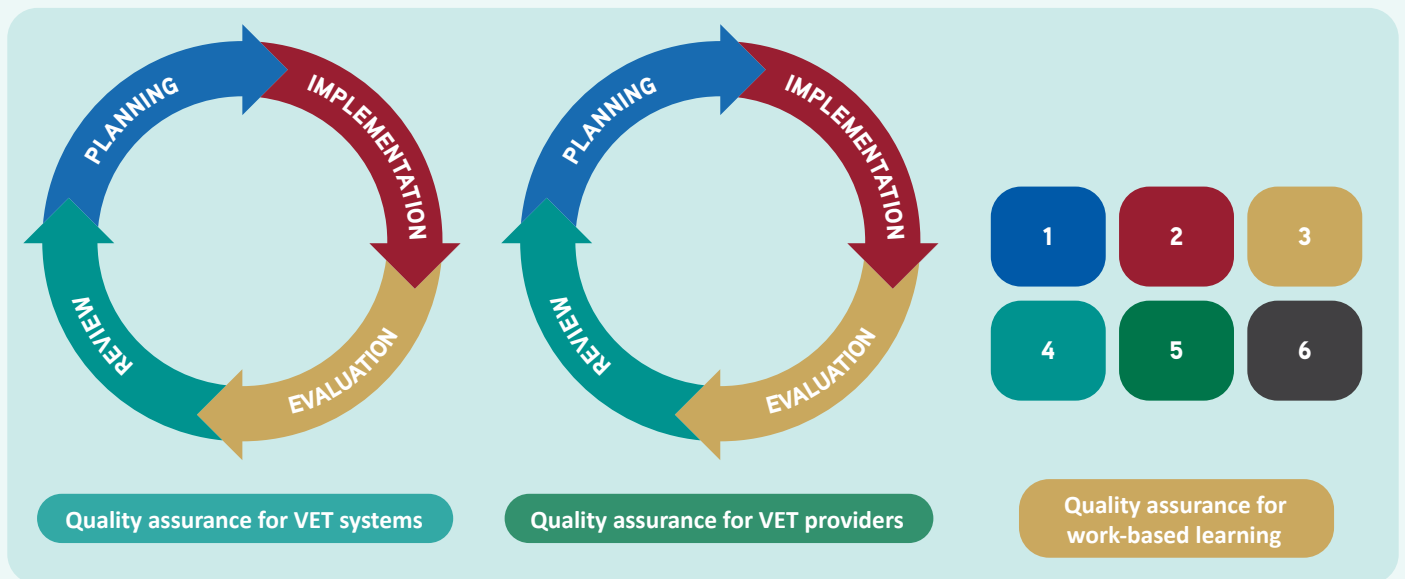 PLANNING
IMPLEMENTATION
EVALUATION
REVIEW
Quality assurance for VET systems
PLANNING
IMPLEMENTATION
EVALUATION
REVIEW
Quality assurance for VET providers
1
2
3
4
5
6
Quality assurance for
work-based learning